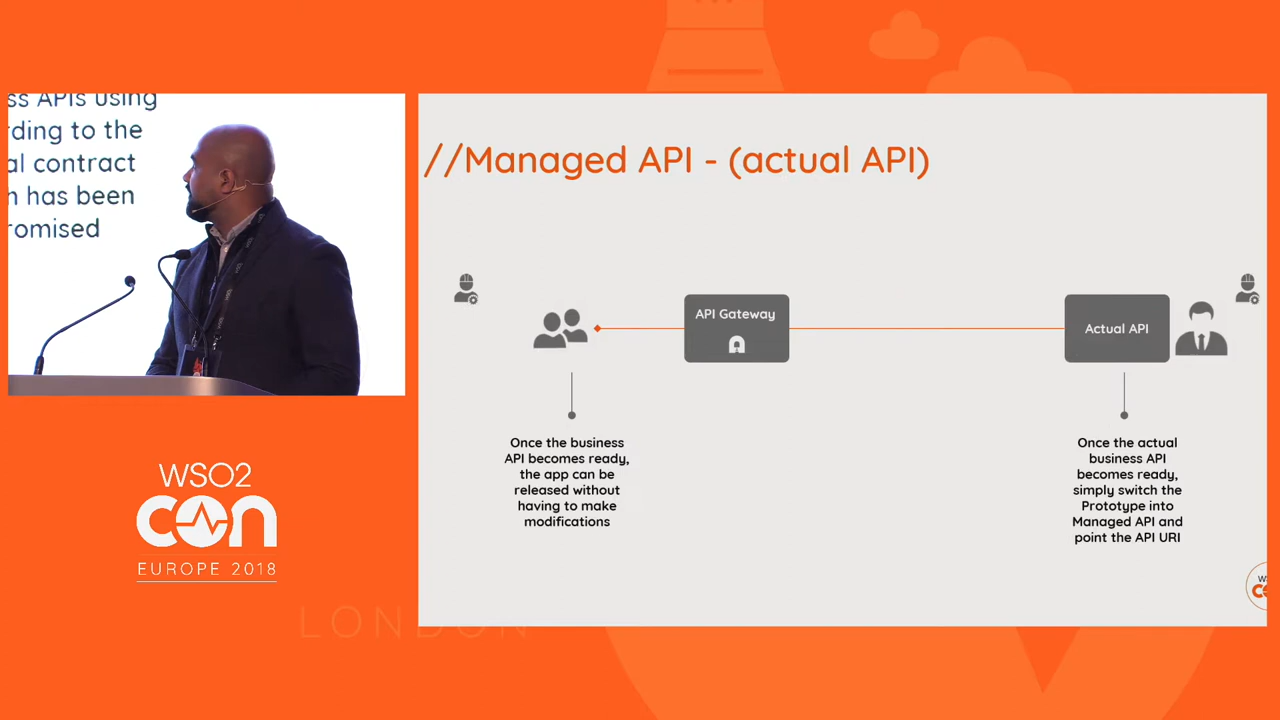 ss APIs using
rding to the
al contract
n has been
romised
WSO2
con
EUROPE 2018
LONDON
//Managed API - (actual API)
API Gateway
Actual API
Once the business
API becomes ready,
the app can be
released without
having to make
modifications
Once the actual
business API
becomes ready,
simply switch the
Prototype into
Managed API and
point the API URI